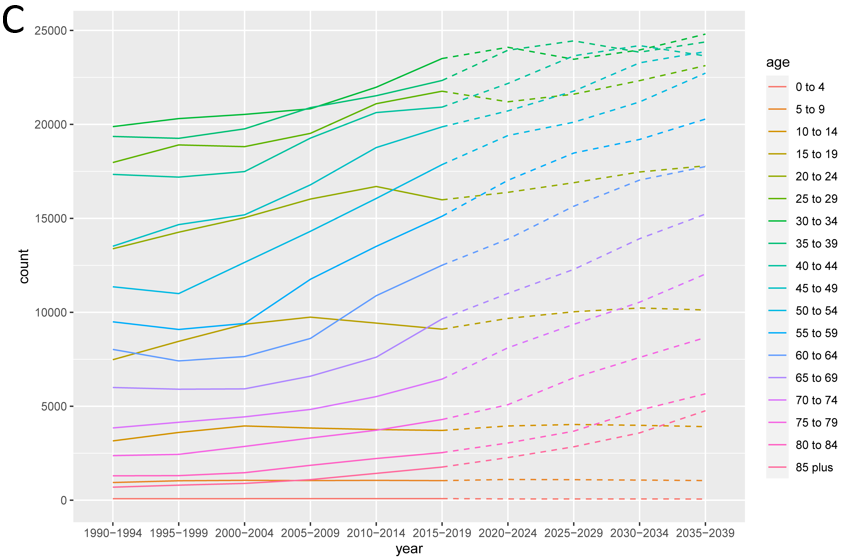 C
25000
20000
15000
10000
5000
0
count
1990−1994 1995−1999 2000−2004 2005−2009 2010−2014 2015−2019 2020−2024 2025−2029 2030−2034 2035−2039
year
age
0 to 4
5 to 9
10 to 14
15 to 19
20 to 24
25 to 29
30 to 34
35 to 39
40 to 44
45 to 49
50 to 54
55 to 59
60 to 64
65 to 69
70 to 74
75 to 79
80 to 84
85 plus